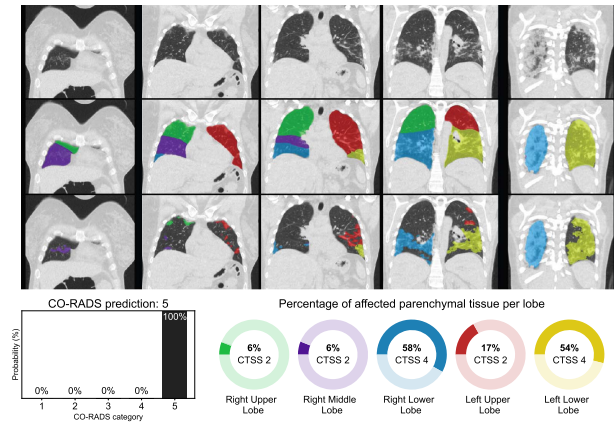 CO-RADS prediction: 5
Probability (%)
0%
0%
0%
0%
100%
1
2
3
4
5
CO-RADS category
Percentage of affected parenchymal tissue per lobe
6%
CTSS 2
Right Upper
Lobe
6%
CTSS 2
Right Middle
Lobe
58%
CTSS 4
Right Lower
Lobe
17%
CTSS 2
Left Upper
Lobe
54%
CTSS 4
Left Lower
Lobe